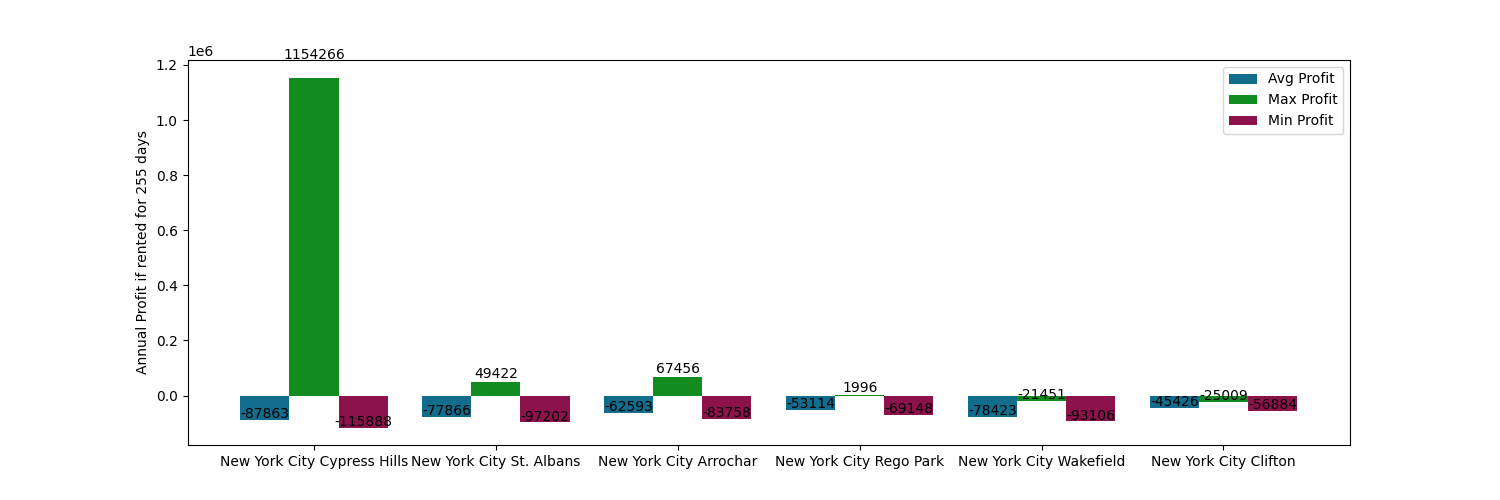 1e6
1154266
1.2
1.0
0.8
0.6
0.4
0.2
0.0
Annual Profit if rented for 255 days
Avg Profit
Max Profit
Min Profit
49422
67456
1996
-21451
-25009
-87863
-115888
-77866
-97202
-62593
-83758
-53114
-69148
-78423
-93106
-45426
-56884
New York City Cypress Hills
New York City St. Albans
New York City Arrochar
New York City Rego Park
New York City Wakefield
New York City Clifton